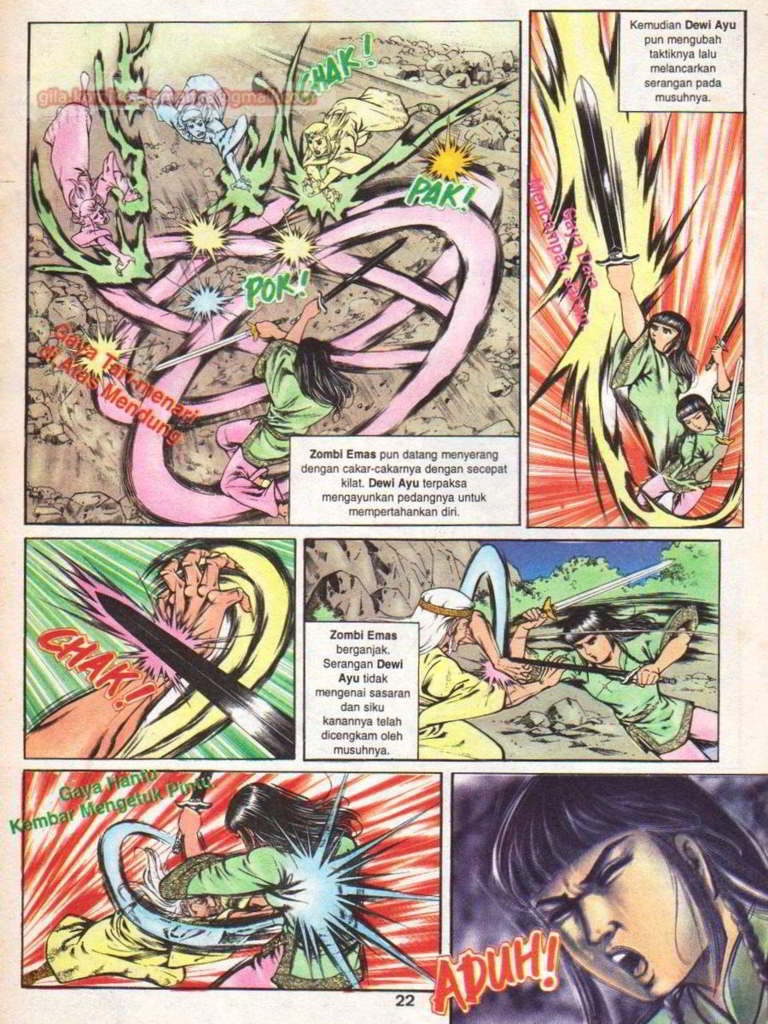 CHAK!
PAK!
POK!
Gaya Tari-menari
di Atas Mendung
Zombi Emas pun datang menyerang
dengan cakar-cakarnya dengan secepat
kilat. Dewi Ayu terpaksa
mengayunkan pedangnya untuk
mempertahankan diri.
Kemudian Dewi Ayu
pun mengubah
taktiknya lalu
melancarkan
serangan pada
musuhnya.
Gaya
CHAK!
Zombi Emas
berganjak.
Serangan Dewi
Ayu tidak
mengenai sasaran
dan siku
kanannya telah
dicengkam oleh
musuhnya.
Gaya Hantu
Kembar Mengetuk Pintu
ADUH!
22